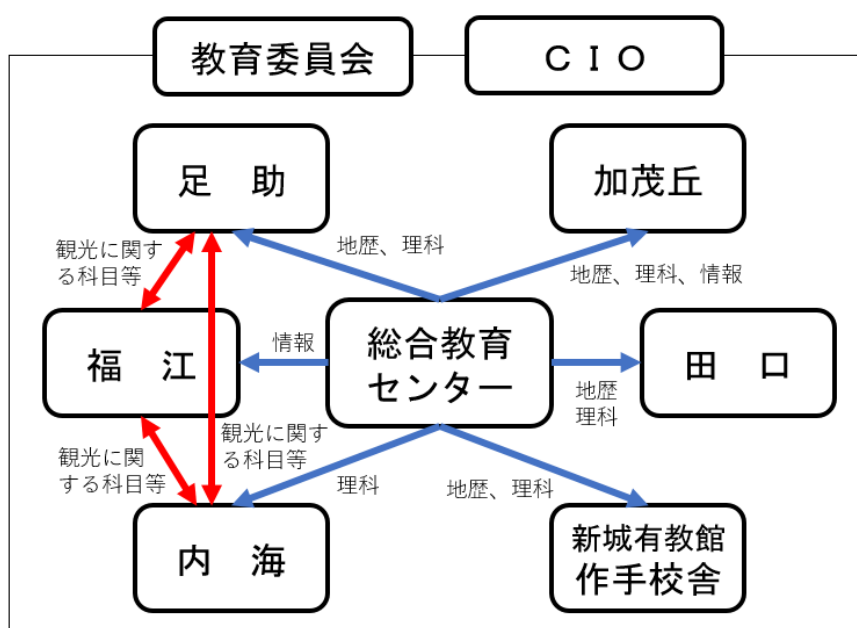 教育委員会
ＣＩＯ
足　助
加茂丘
観光に関す
る科目等
地歴、理科
地歴、理科、情報
福　江
情報
総合教育
センター
田　口
地歴
理科
観光に関
する科目等
観光に関す
る科目等
理科
地歴、理科
内　海
新城有教館
作手校舎